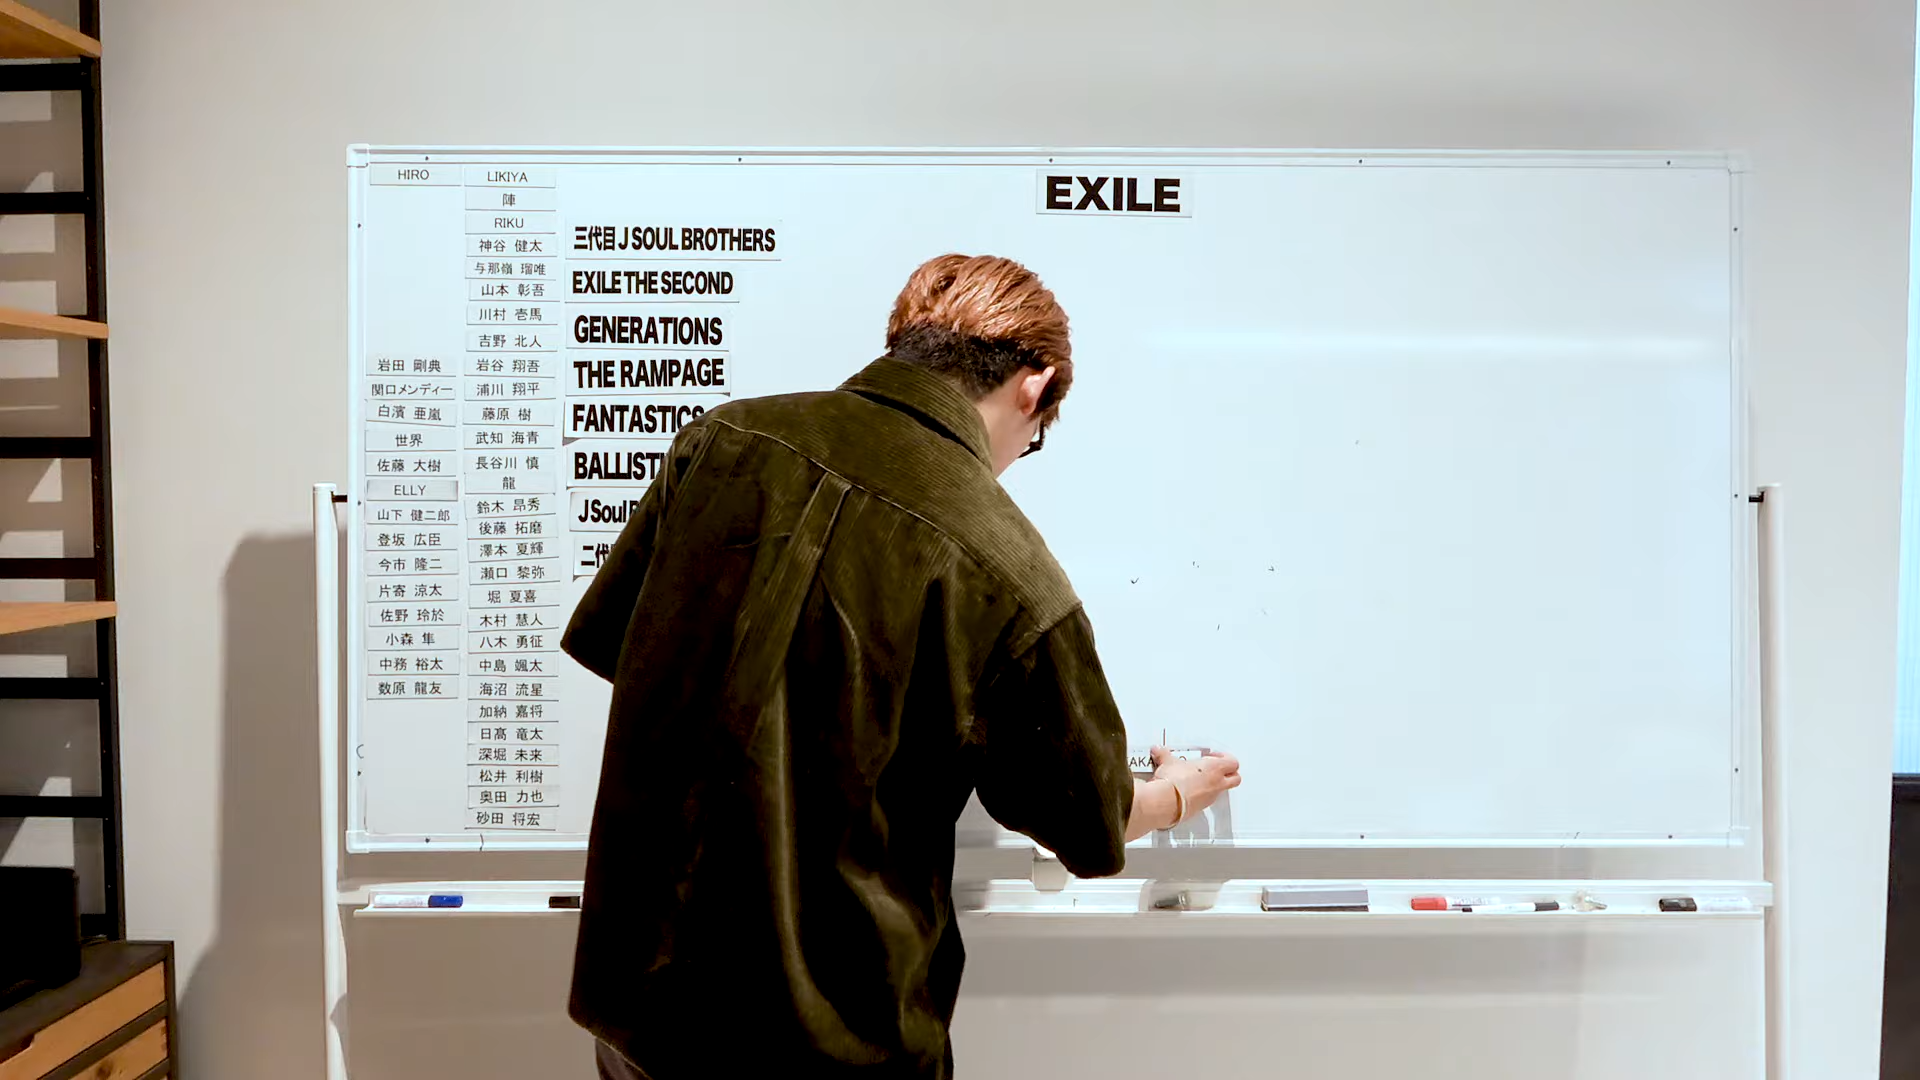 HIRO
岩田 剛典
関口メンディー
白濱 亜嵐
世界
佐藤 大樹
ELLY
山下 健二郎
登坂 広臣
今市 隆二
片寄 涼太
佐野 玲於
小森 隼
中務 裕太
数原 龍友
LIKIYA
陣
RIKU
神谷 健太
与那嶺 瑠唯
山本 彰吾
川村 壱馬
吉野 北人
岩谷 翔吾
浦川 翔平
藤原 樹
武知 海青
長谷川 慎
龍
鈴木 昂秀
後藤 拓磨
澤本 夏輝
瀬口 黎弥
堀 夏喜
木村 慧人
八木 勇征
中島 颯太
海沼 流星
加納 嘉将
日髙 竜太
深堀 未来
松井 利樹
奥田 力也
砂田 将宏
三代目 J SOUL BROTHERS
EXILE THE SECOND
GENERATIONS
THE RAMPAGE
FANTASTICS
BALLIST
J Soul
二代
EXILE